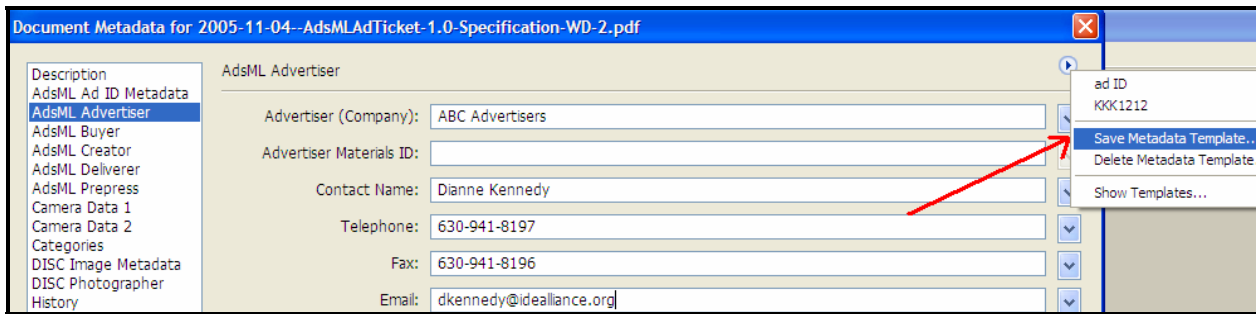 Document Metadata for 2005-11-04--AdsMLAdTicket-1.0-Specification-WD-2.pdf
Description
AdsML Ad ID Metadata
AdsML Advertiser
AdsML Buyer
AdsML Creator
AdsML Deliverer
AdsML Prepress
Camera Data 1
Camera Data 2
Categories
DISC Image Metadata
DISC Photographer
History
AdsML Advertiser
Advertiser (Company): ABC Advertisers
Advertiser Materials ID:
Contact Name: Dianne Kennedy
Telephone: 630-941-8197
Fax: 630-941-8196
Email: dkennedy@idealliance.org
ad ID
KKK1212
Save Metadata Template...
Delete Metadata Template
Show Templates...